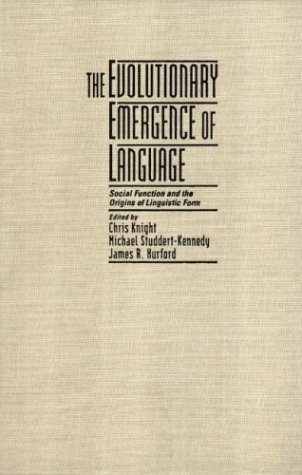 THE EVOLUTIONARY
EMERGENCE OF
LANGUAGE
Social Function and the
Origins of Linguistic Form
Edited by
Chris Knight
Michael Studdert-Kennedy
James R. Hurford